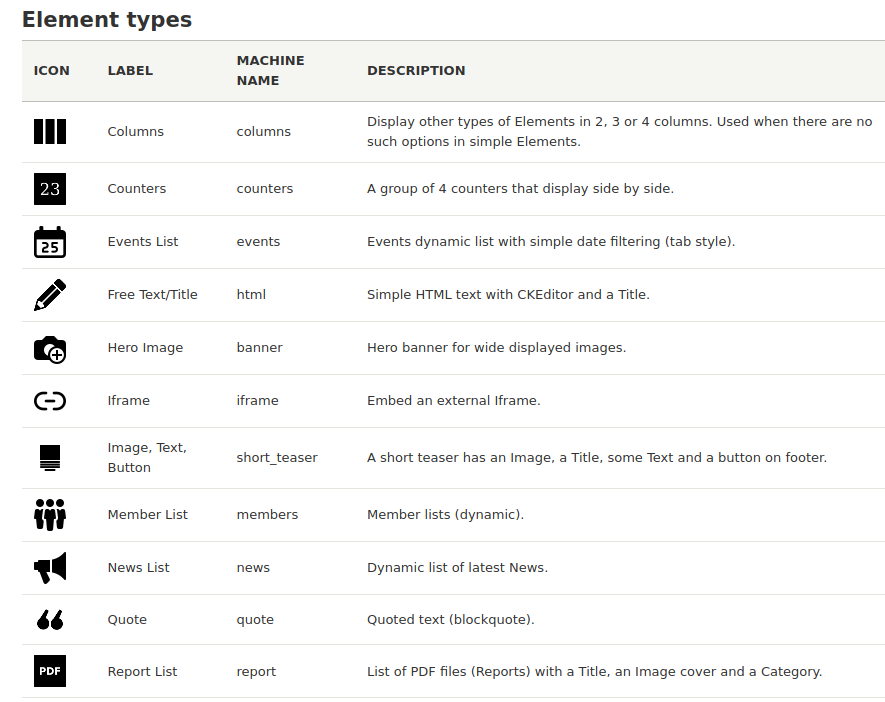 Element types
ICON LABEL MACHINE NAME DESCRIPTION
Columns columns Display other types of Elements in 2, 3 or 4 columns. Used when there are no
such options in simple Elements.
23 Counters counters A group of 4 counters that display side by side.
25 Events List events Events dynamic list with simple date filtering (tab style).
Free Text/Title html Simple HTML text with CKEditor and a Title.
Hero Image banner Hero banner for wide displayed images.
Iframe iframe Embed an external Iframe.
Image, Text,
Button short_teaser A short teaser has an Image, a Title, some Text and a button on footer.
Member List members Member lists (dynamic).
News List news Dynamic list of latest News.
Quote quote Quoted text (blockquote).
PDF Report List report List of PDF files (Reports) with a Title, an Image cover and a Category.